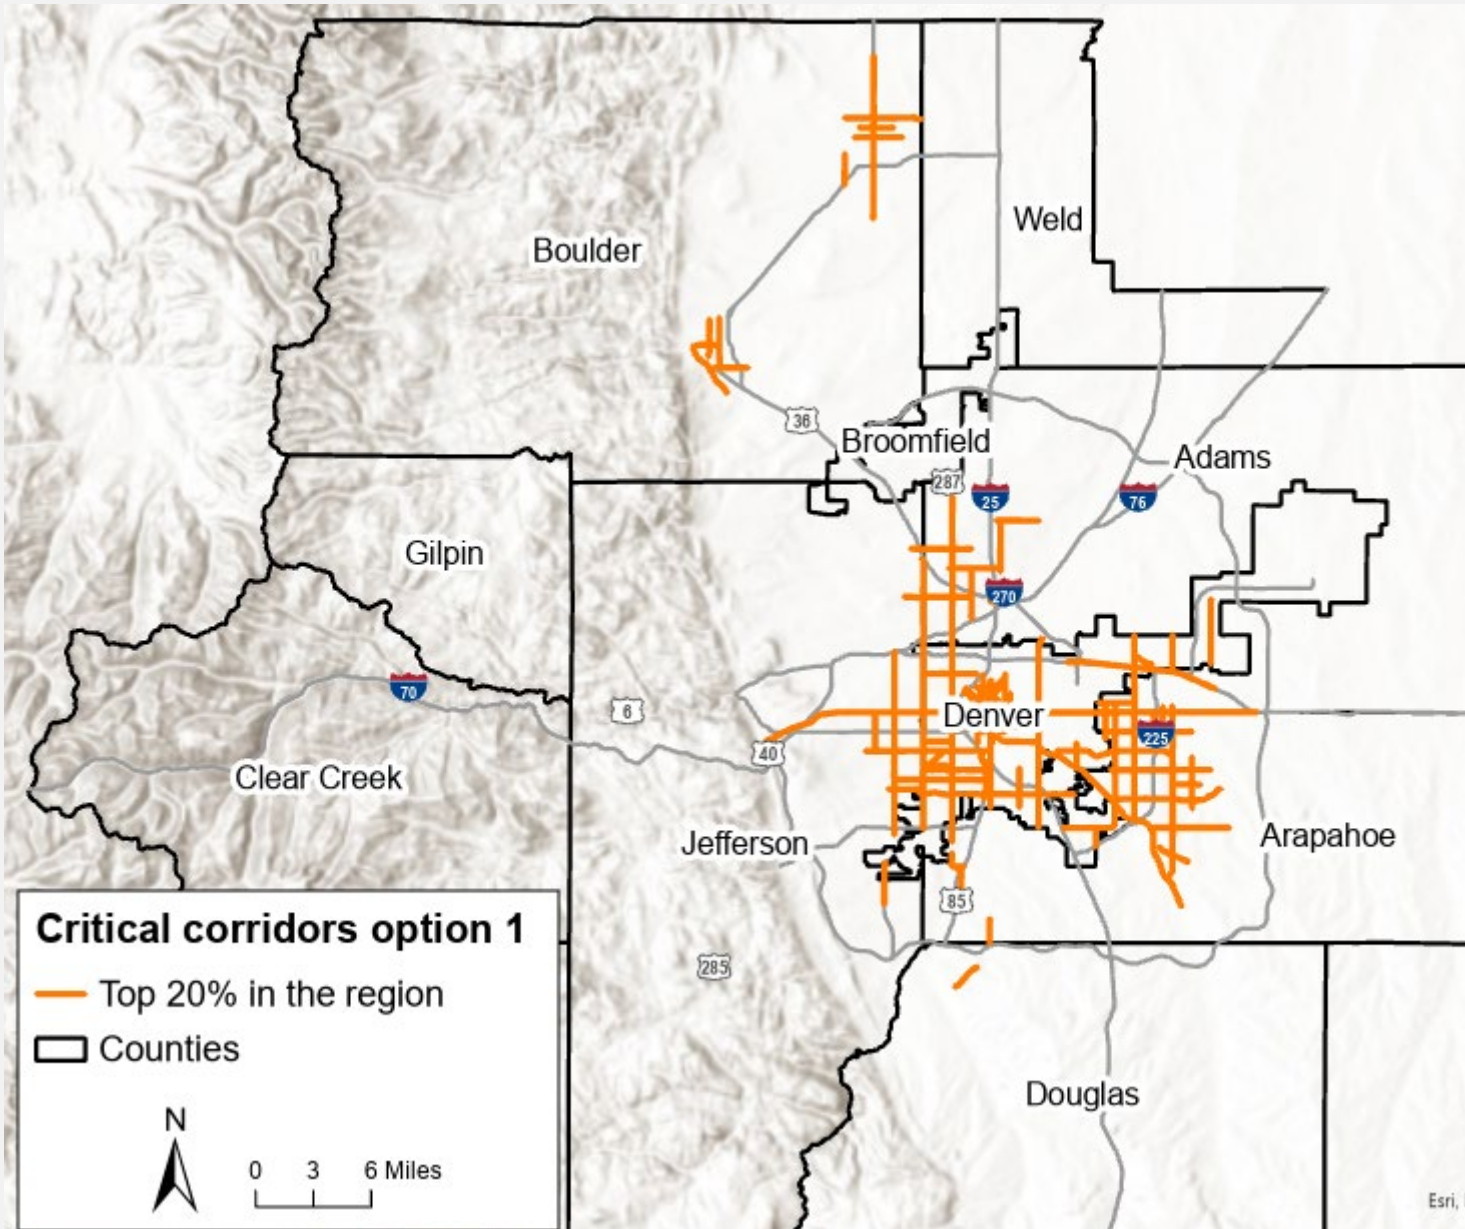 Weld
Boulder
36
Broomfield
Adams
287
25
76
Gilpin
270
70
6
Denver
40
225
Clear Creek
Jefferson
Arapahoe
85
285
Douglas
Critical corridors option 1
Top 20% in the region
Counties
N
0 3 6 Miles
Esri,